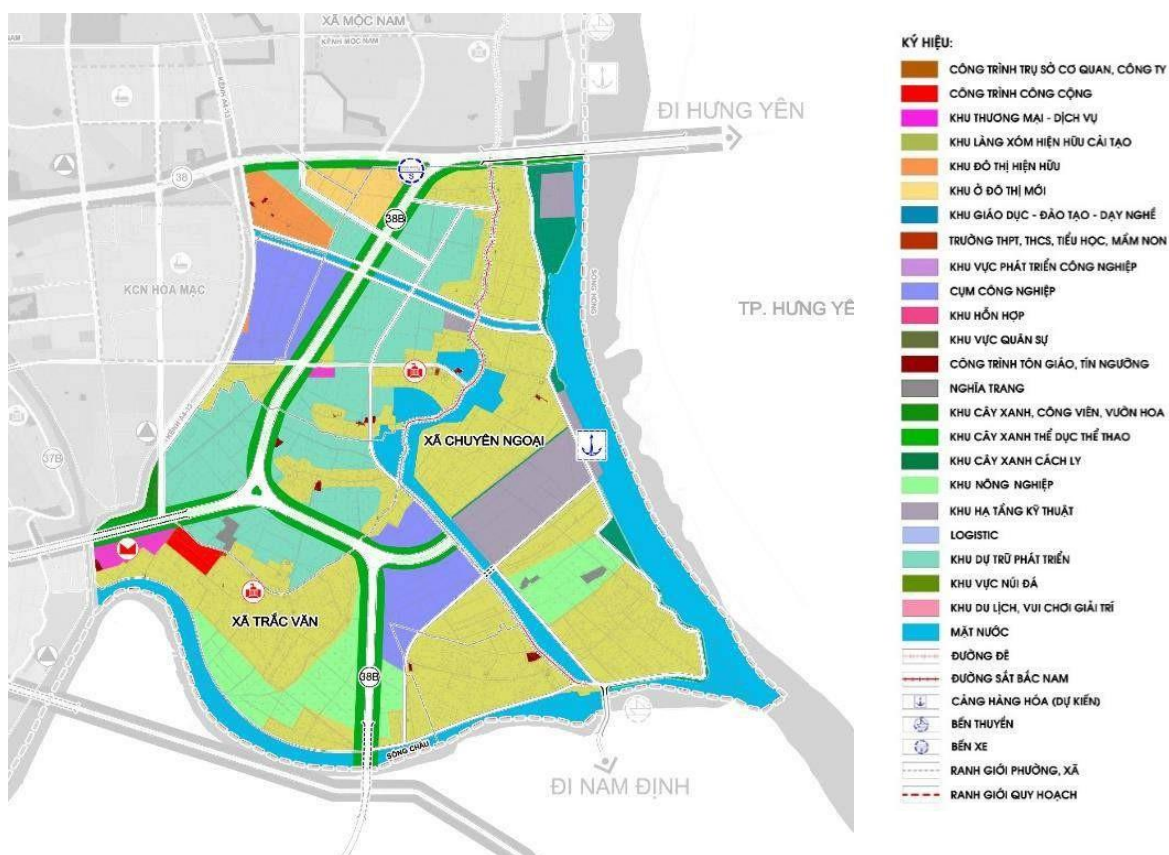 XÃ MỘC NAM
KÊNH MỘC NAM
ĐI HƯNG YÊN
38
S
38B
KCN HÒA MẠC
SÔNG HỒNG
TP. HƯNG YÊ
XÃ CHUYÊN NGOẠI
37B
XÃ TRÁC VĂN
38B
SÔNG CHÂU
ĐI NAM ĐỊNH
KÝ HIỆU:
CÔNG TRÌNH TRỤ SỞ CƠ QUAN, CÔNG TY
CÔNG TRÌNH CÔNG CỘNG
KHU THƯƠNG MẠI - DỊCH VỤ
KHU LÀNG XÓM HIỆN HỮU CẢI TẠO
KHU ĐÔ THỊ HIỆN HỮU
KHU Ở ĐÔ THỊ MỚI
KHU GIÁO DỤC - ĐÀO TẠO - DẠY NGHỀ
TRƯỜNG THPT, THCS, TIỂU HỌC, MẦM NON
KHU VỰC PHÁT TRIỂN CÔNG NGHIỆP
CỤM CÔNG NGHIỆP
KHU HỖN HỢP
KHU VỰC QUÂN SỰ
CÔNG TRÌNH TÔN GIÁO, TÍN NGƯỠNG
NGHĨA TRANG
KHU CÂY XANH, CÔNG VIÊN, VƯỜN HOA
KHU CÂY XANH THỂ DỤC THỂ THAO
KHU CÂY XANH CÁCH LY
KHU NÔNG NGHIỆP
KHU HẠ TẦNG KỸ THUẬT
LOGISTIC
KHU DỰ TRỮ PHÁT TRIỂN
KHU VỰC NÚI ĐÁ
KHU DU LỊCH, VUI CHƠI GIẢI TRÍ
MẶT NƯỚC
ĐƯỜNG ĐÊ
ĐƯỜNG SẮT BẮC NAM
CẢNG HÀNG HÓA (DỰ KIẾN)
BẾN THUYỀN
BẾN XE
RANH GIỚI PHƯỜNG, XÃ
RANH GIỚI QUY HOẠCH